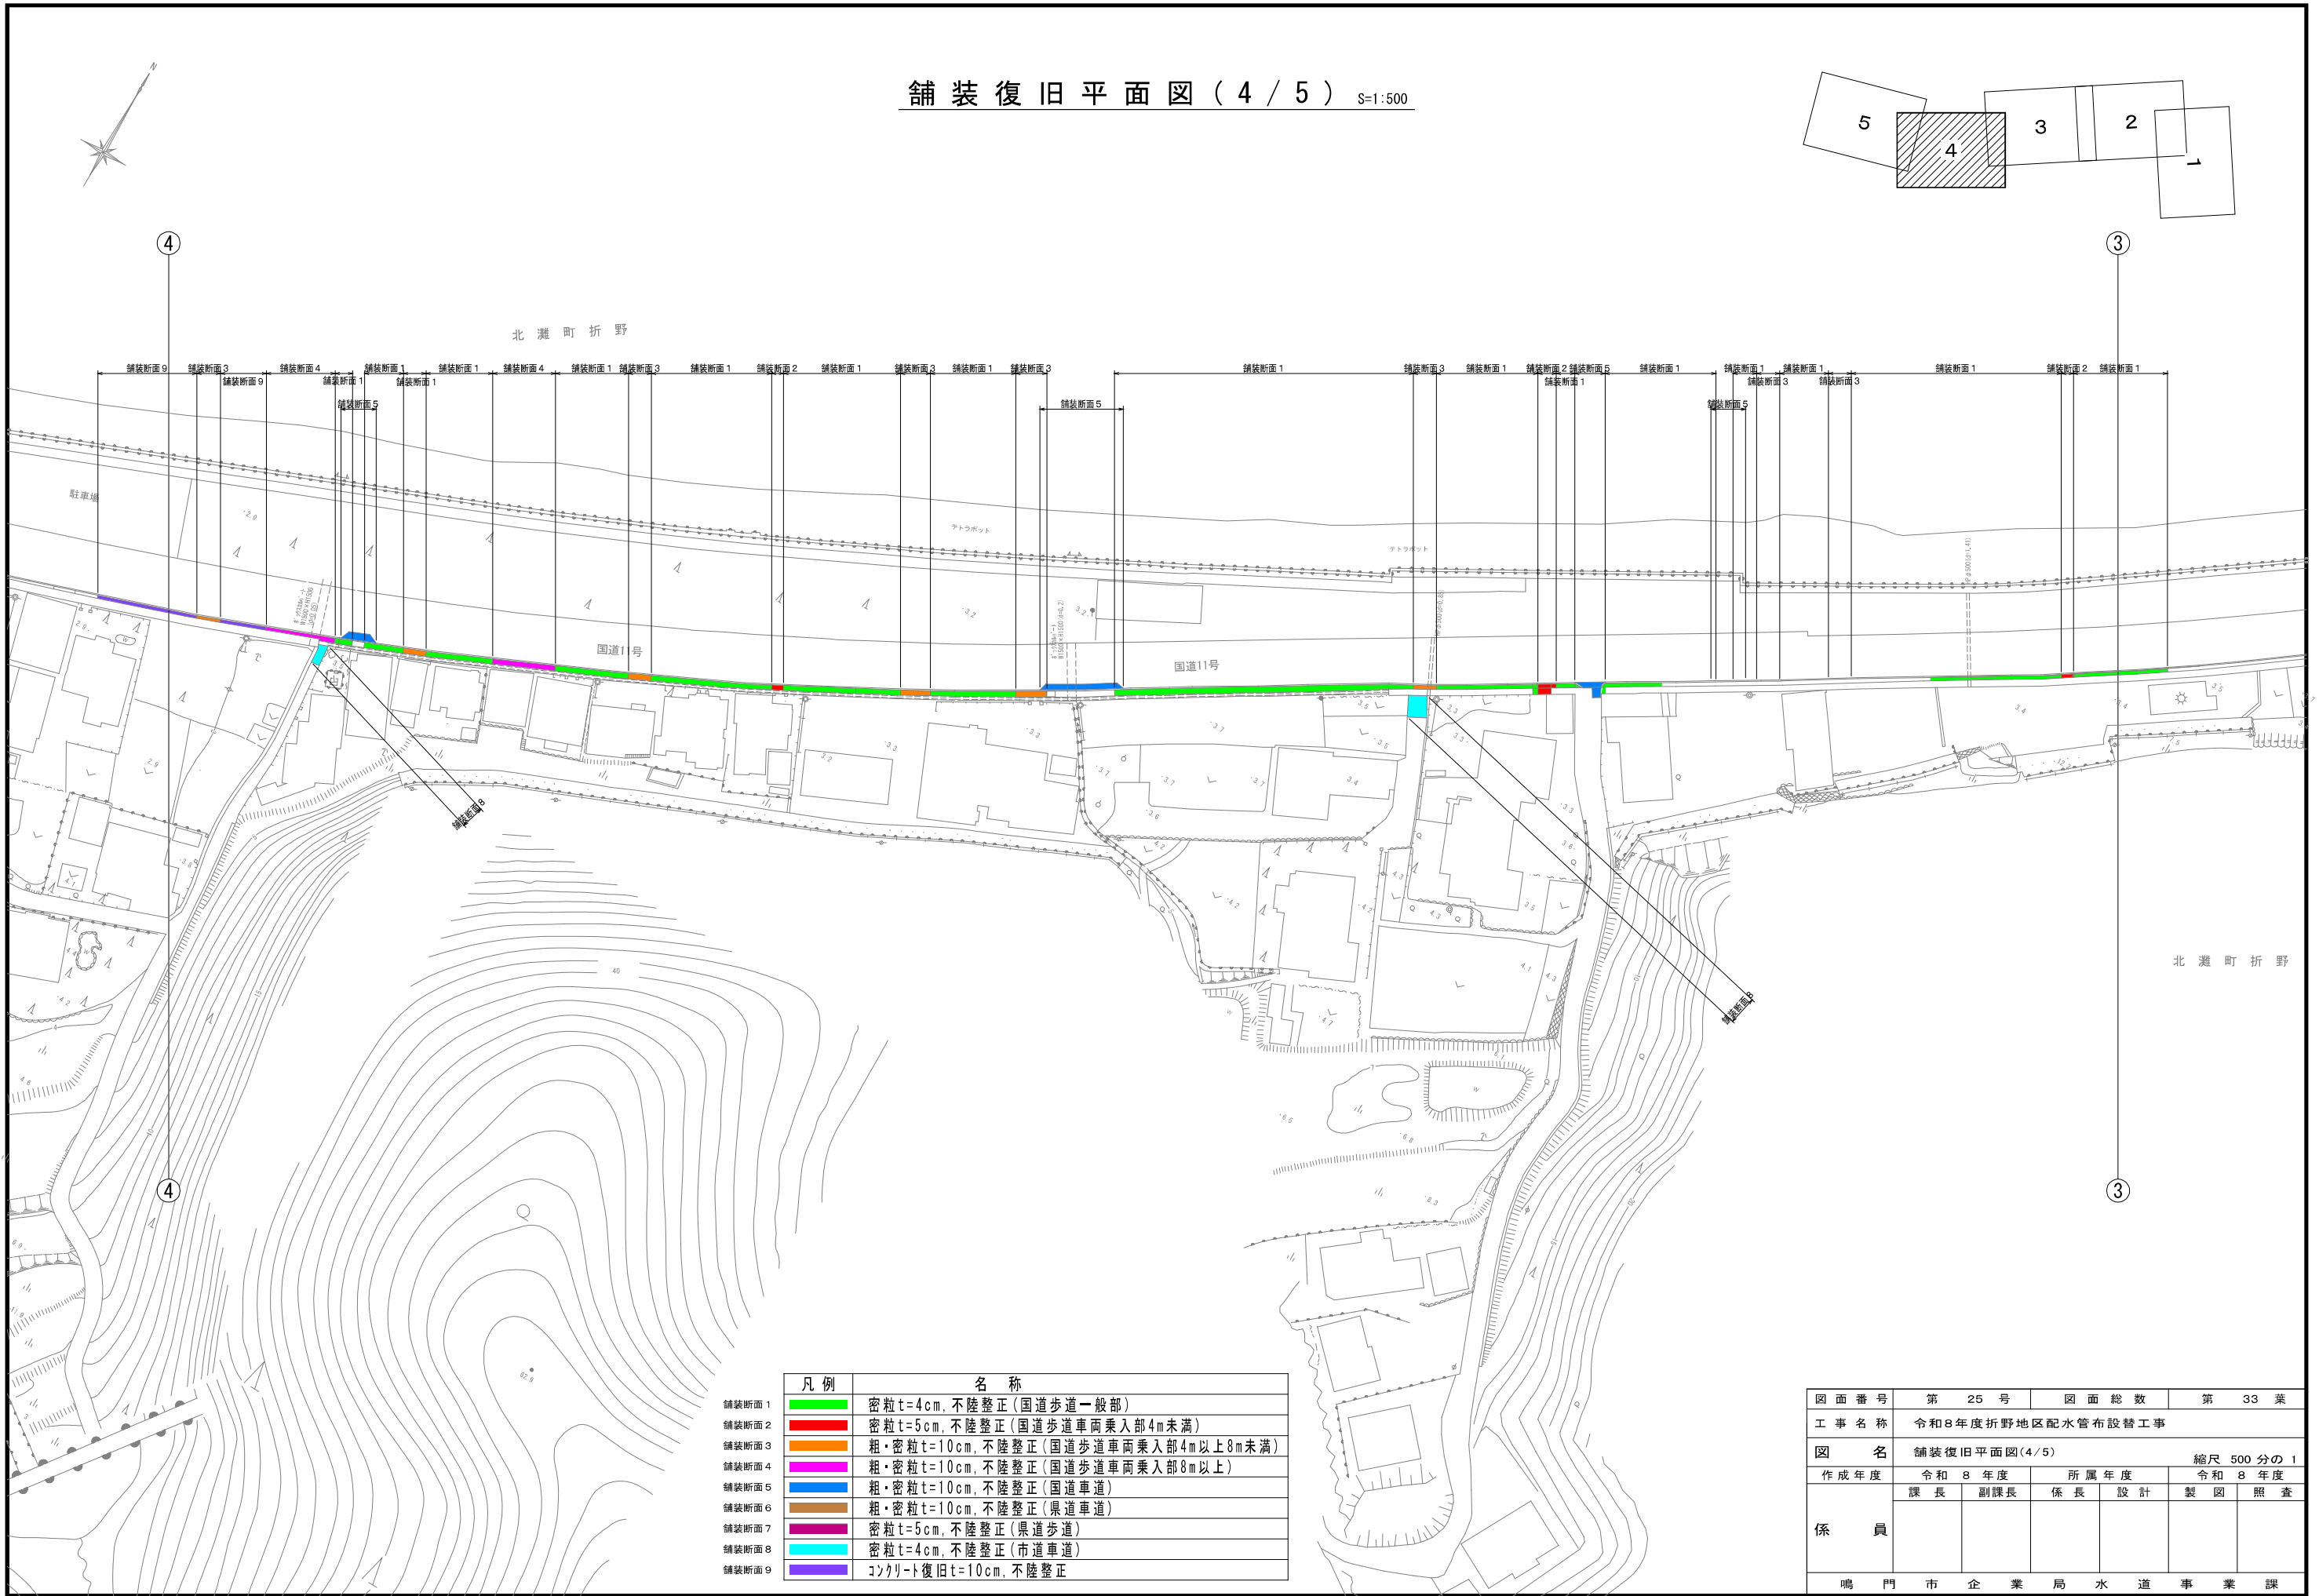 舗装復旧平面図(4/5) S=1:500
N
5
4
3
2
1
④
③
北灘町折野
舗装断面9
舗装断面3
舗装断面9
舗装断面4
舗装断面1
舗装断面5
舗装断面1
舗装断面1
舗装断面1
舗装断面4
舗装断面1
舗装断面3
舗装断面1
舗装断面2
舗装断面1
舗装断面3
舗装断面1
舗装断面3
舗装断面5
舗装断面1
舗装断面3
舗装断面1
舗装断面2
舗装断面1
舗装断面5
舗装断面1
舗装断面5
舗装断面1
舗装断面3
舗装断面1
舗装断面3
舗装断面1
舗装断面2
舗装断面1
駐車場
テトラポット
テトラポット
国道11号
国道11号
舗装断面8
舗装断面8
北灘町折野
40
62.9
④
③
凡例 名称
舗装断面1 密粒t=4cm,不陸整正(国道歩道一般部)
舗装断面2 密粒t=5cm,不陸整正(国道歩道車両乗入部4m未満)
舗装断面3 粗・密粒t=10cm,不陸整正(国道歩道車両乗入部4m以上8m未満)
舗装断面4 粗・密粒t=10cm,不陸整正(国道歩道車両乗入部8m以上)
舗装断面5 粗・密粒t=10cm,不陸整正(国道車道)
舗装断面6 粗・密粒t=10cm,不陸整正(県道車道)
舗装断面7 密粒t=5cm,不陸整正(県道歩道)
舗装断面8 密粒t=4cm,不陸整正(市道車道)
舗装断面9 コンクリート復旧t=10cm,不陸整正
図面番号 第 25 号 図面総数 第 33 葉
工事名称 令和8年度折野地区配水管布設替工事
図名 舗装復旧平面図(4/5) 縮尺 500 分の 1
作成年度 令和 8 年度 所属年度 令和 8 年度
課長 副課長 係長 設計 製図 照査
係員
鳴門市企業局水道事業課